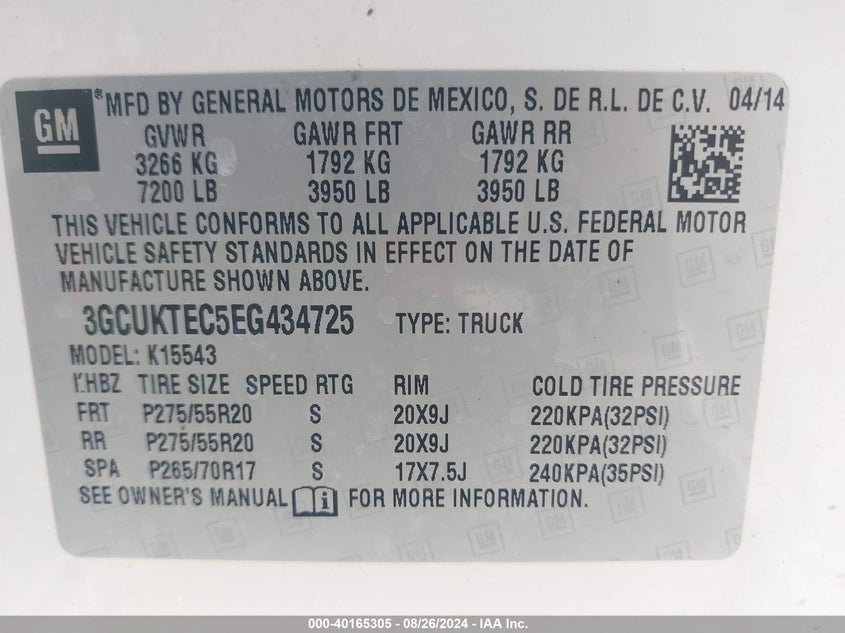 GM
®MFD BY GENERAL MOTORS DE MEXICO, S. DE R.L. DE C.V. 04/14
GVWR GAWR FRT GAWR RR
3266 KG 1792 KG 1792 KG
7200 LB 3950 LB 3950 LB
THIS VEHICLE CONFORMS TO ALL APPLICABLE U.S. FEDERAL MOTOR
VEHICLE SAFETY STANDARDS IN EFFECT ON THE DATE OF
MANUFACTURE SHOWN ABOVE.
3GCUKTEC5EG434725 TYPE: TRUCK
MODEL: K15543
KHBZ TIRE SIZE SPEED RTG RIM COLD TIRE PRESSURE
FRT P275/55R20 S 20X9J 220KPA(32PSI)
RR P275/55R20 S 20X9J 220KPA(32PSI)
SPA P265/70R17 S 17X7.5J 240KPA(35PSI)
SEE OWNER'S MANUAL i FOR MORE INFORMATION.
000-40165305 - 08/26/2024 - IAA Inc.